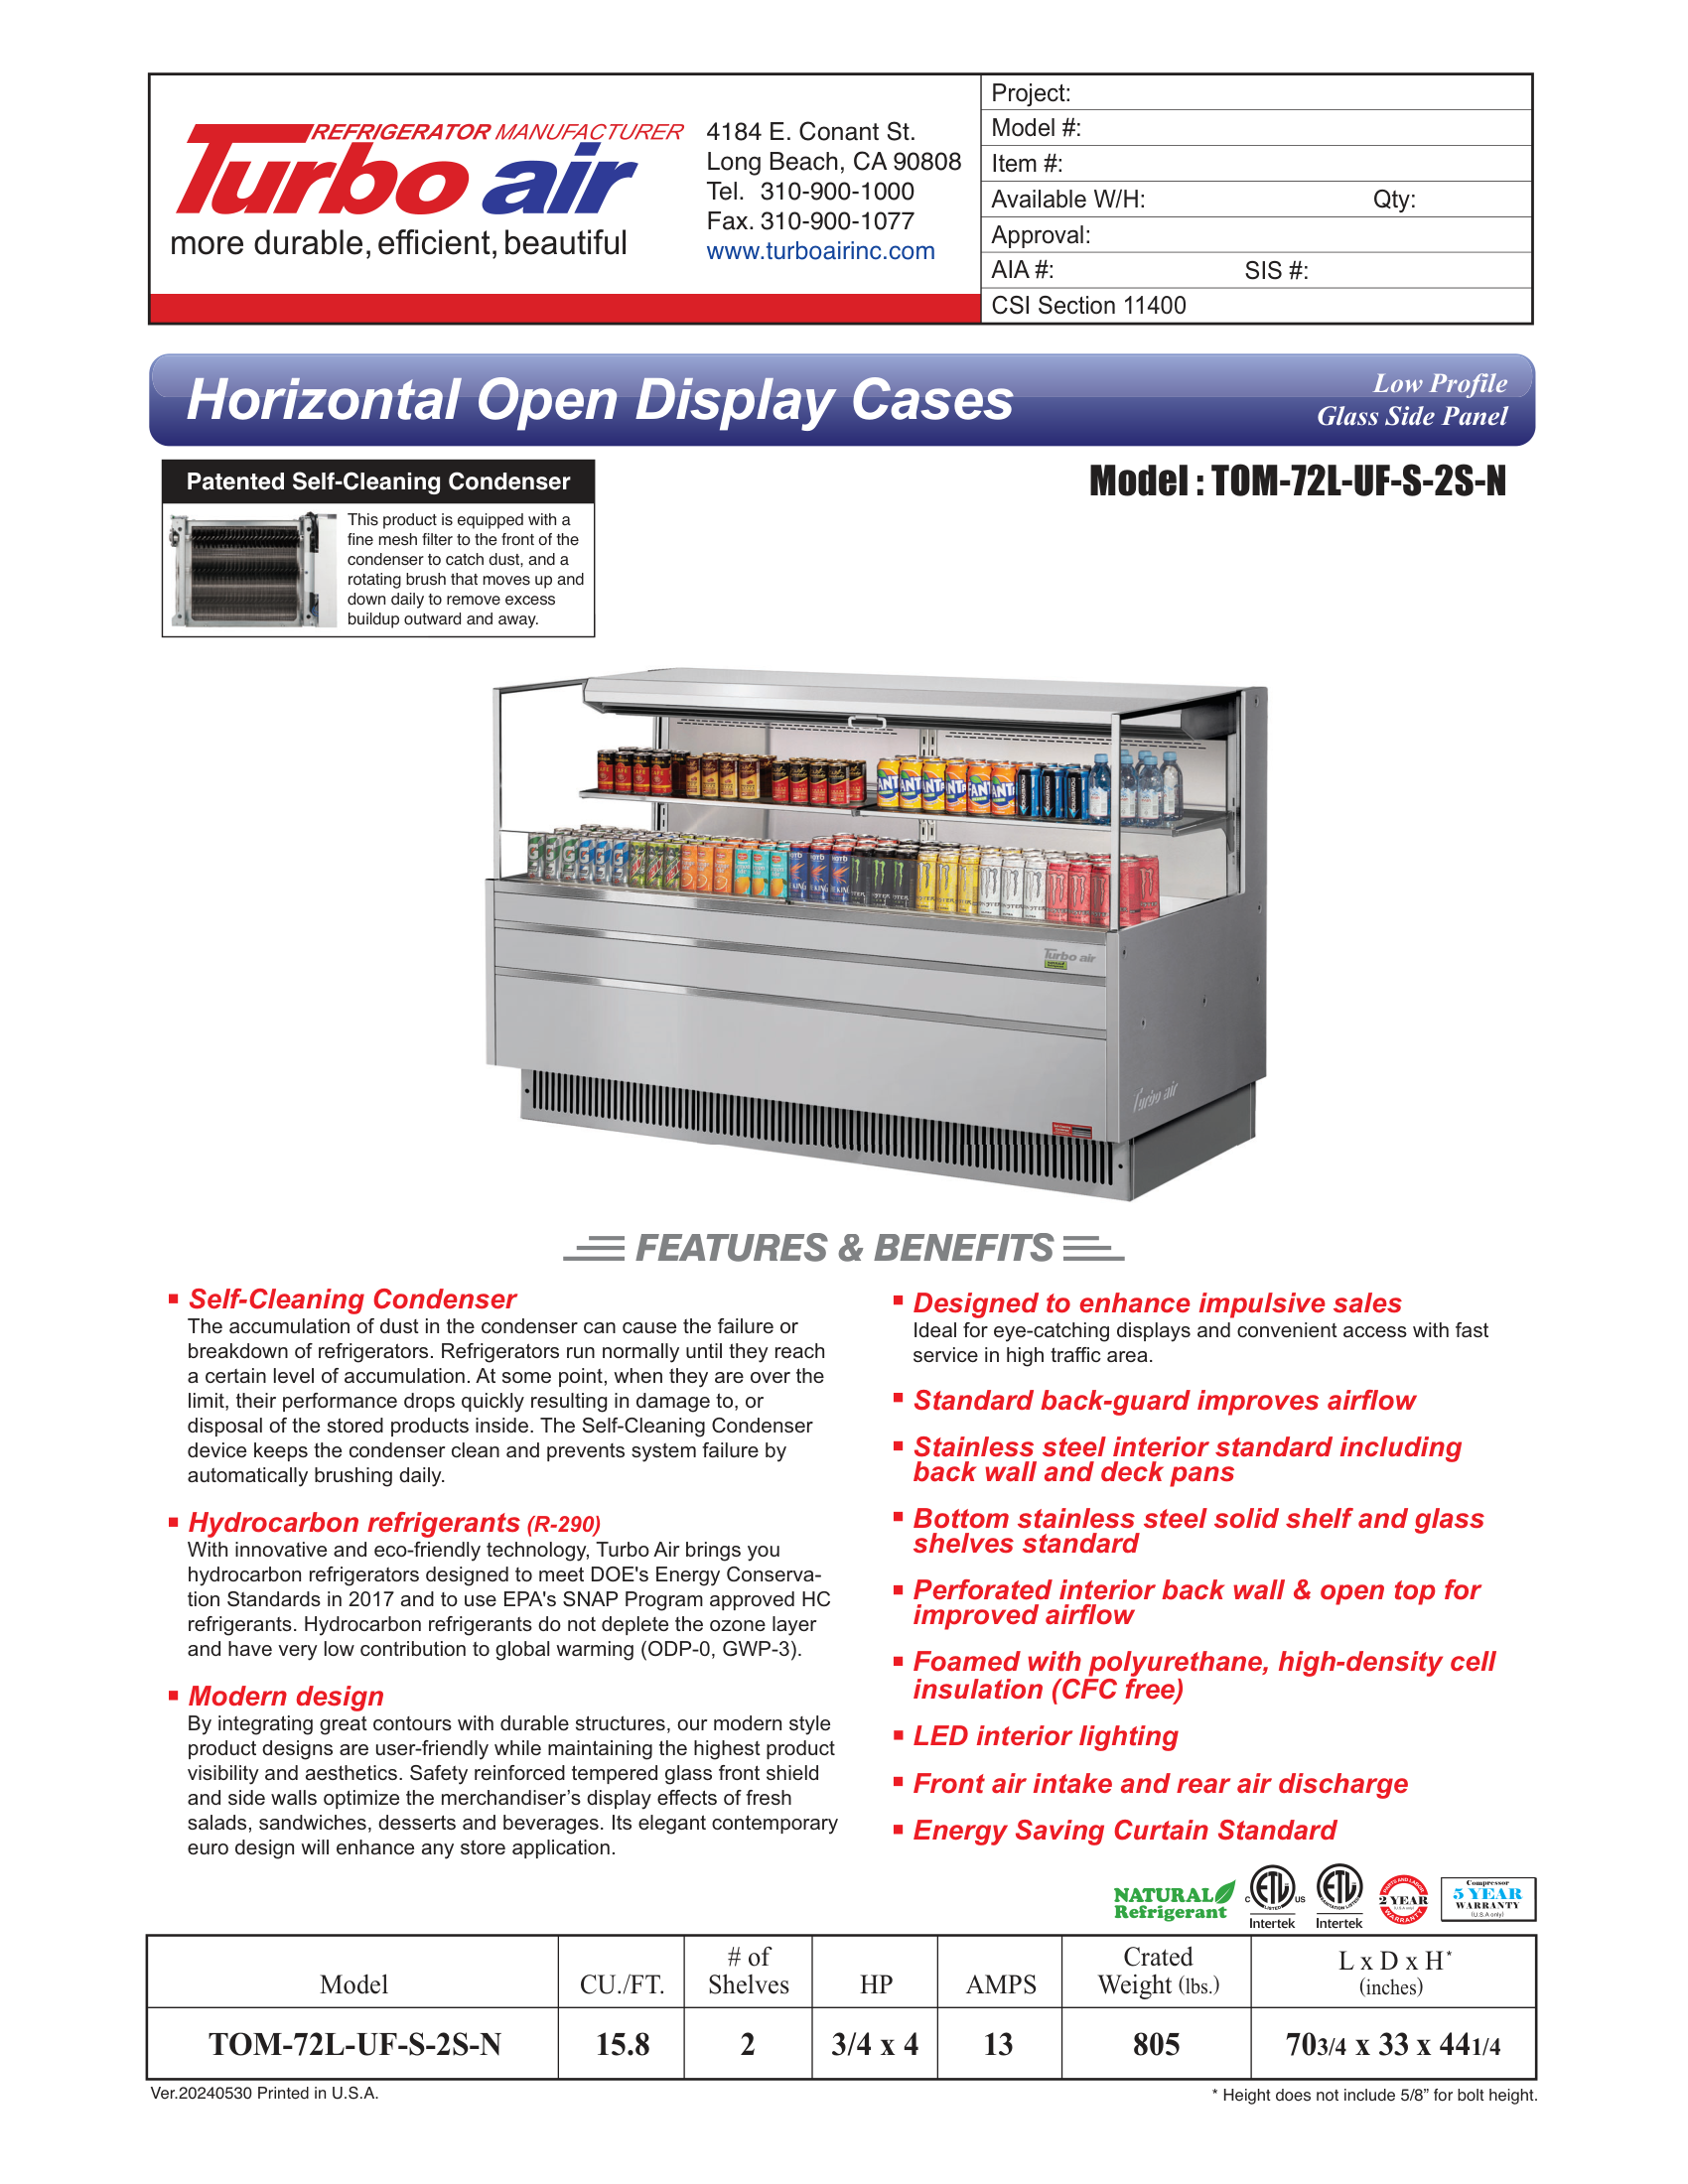 REFRIGERATOR MANUFACTURER
Turbo air
more durable, efficient, beautiful
4184 E. Conant St.
Long Beach, CA 90808
Tel. 310-900-1000
Fax. 310-900-1077
www.turboairinc.com
Project:
Model #:
Item #:
Available W/H: Qty:
Approval:
AIA #: SIS #:
CSI Section 11400
Horizontal Open Display Cases
Low Profile
Glass Side Panel
Patented Self-Cleaning Condenser
This product is equipped with a
fine mesh filter to the front of the
condenser to catch dust, and a
rotating brush that moves up and
down daily to remove excess
buildup outward and away.
Model : TOM-72L-UF-S-2S-N
Turbo air
Turbo air
FEATURES & BENEFITS
▪ Self-Cleaning Condenser
The accumulation of dust in the condenser can cause the failure or
breakdown of refrigerators. Refrigerators run normally until they reach
a certain level of accumulation. At some point, when they are over the
limit, their performance drops quickly resulting in damage to, or
disposal of the stored products inside. The Self-Cleaning Condenser
device keeps the condenser clean and prevents system failure by
automatically brushing daily.
▪ Hydrocarbon refrigerants (R-290)
With innovative and eco-friendly technology, Turbo Air brings you
hydrocarbon refrigerators designed to meet DOE's Energy Conserva-
tion Standards in 2017 and to use EPA's SNAP Program approved HC
refrigerants. Hydrocarbon refrigerants do not deplete the ozone layer
and have very low contribution to global warming (ODP-0, GWP-3).
▪ Modern design
By integrating great contours with durable structures, our modern style
product designs are user-friendly while maintaining the highest product
visibility and aesthetics. Safety reinforced tempered glass front shield
and side walls optimize the merchandiser’s display effects of fresh
salads, sandwiches, desserts and beverages. Its elegant contemporary
euro design will enhance any store application.
▪ Designed to enhance impulsive sales
Ideal for eye-catching displays and convenient access with fast
service in high traffic area.
▪ Standard back-guard improves airflow
▪ Stainless steel interior standard including
back wall and deck pans
▪ Bottom stainless steel solid shelf and glass
shelves standard
▪ Perforated interior back wall & open top for
improved airflow
▪ Foamed with polyurethane, high-density cell
insulation (CFC free)
▪ LED interior lighting
▪ Front air intake and rear air discharge
▪ Energy Saving Curtain Standard
NATURAL
Refrigerant
C ETL US
LISTED
Intertek
ETL
SANITATION LISTED
Intertek
PARTS AND LABOR
2 YEAR
(U.S.A only)
WARRANTY
Compressor
5 YEAR
WARRANTY
(U.S.A only)
Model CU./FT. # of Shelves HP AMPS Crated Weight (lbs.) L x D x H* (inches)
TOM-72L-UF-S-2S-N 15.8 2 3/4 x 4 13 805 703/4 x 33 x 441/4
Ver.20240530 Printed in U.S.A.
* Height does not include 5/8” for bolt height.